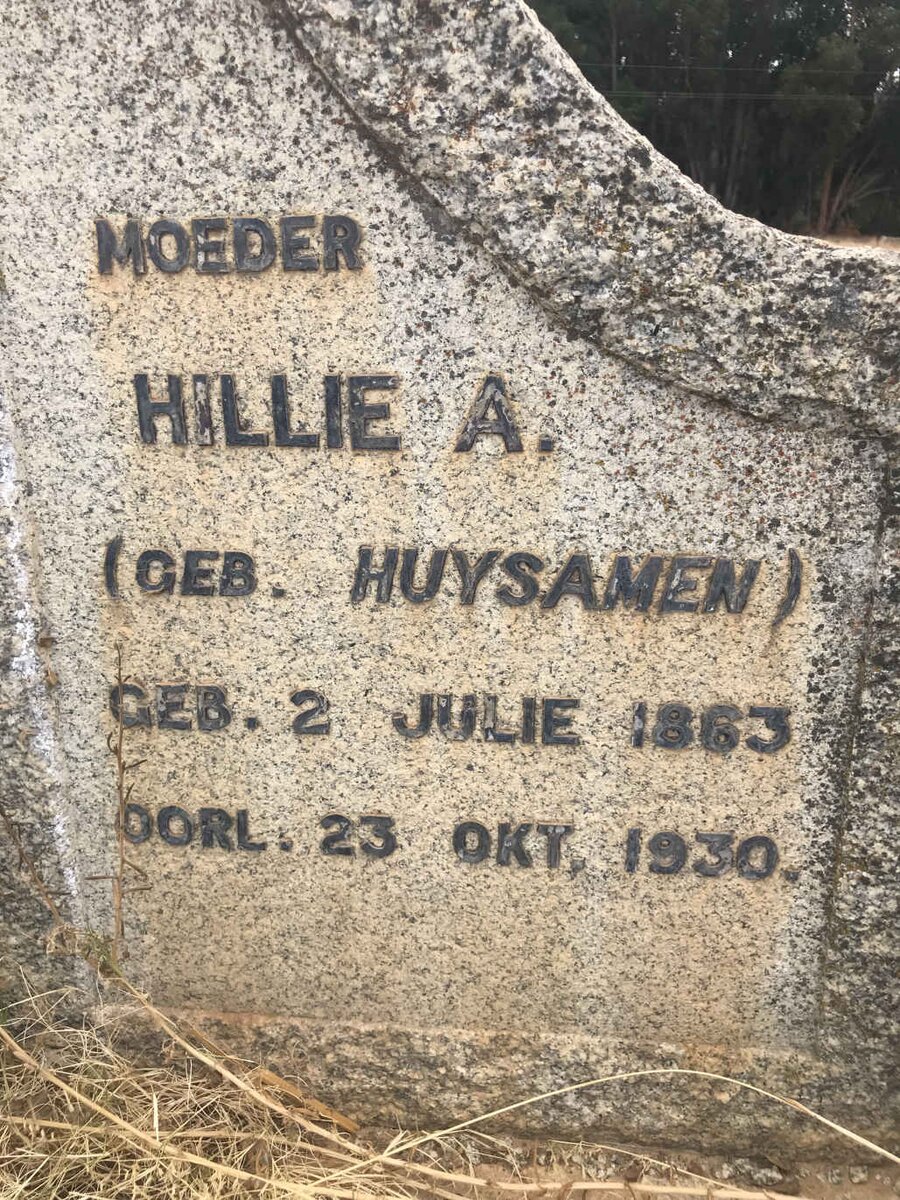 MOEDER
HILLIE A.
(GEB. HUYSAMEN)
GEB. 2 JULIE 1863
OORL. 23 OKT. 1930.